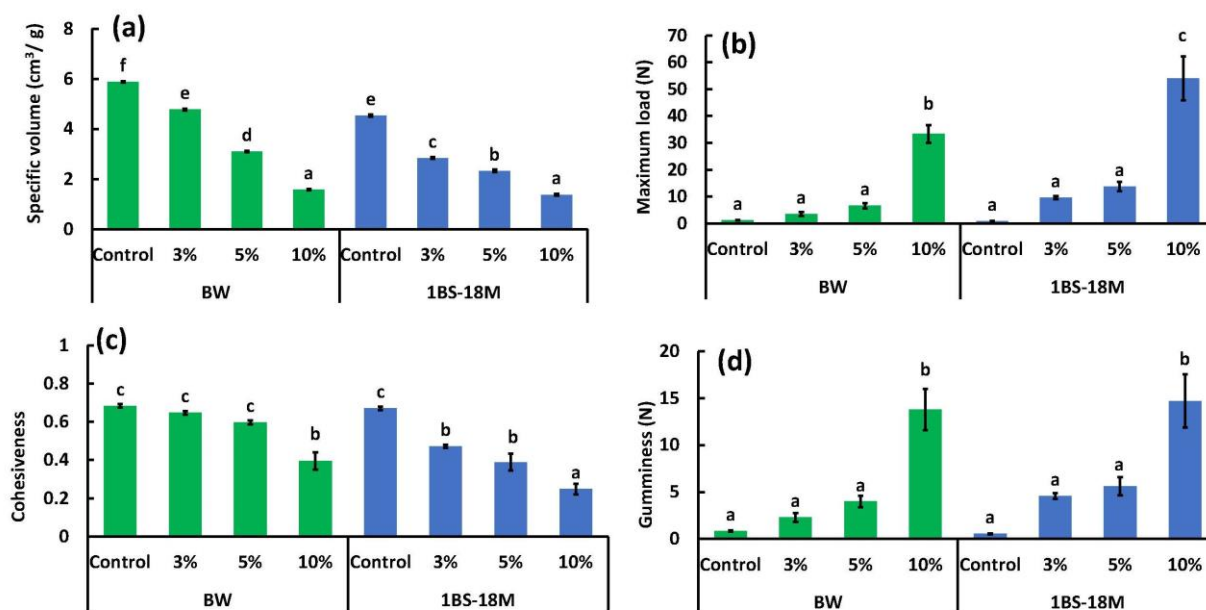 (a)
Specific volume (cm³/ g)
8
6
4
2
0
f
e
d
a
e
c
b
a
Control 3% 5% 10% Control 3% 5% 10%
BW 1BS-18M
(b)
Maximum load (N)
70
60
50
40
30
20
10
0
a
a
a
b
a
a
a
c
Control 3% 5% 10% Control 3% 5% 10%
BW 1BS-18M
(c)
Cohesiveness
1
0.8
0.6
0.4
0.2
0
c
c
c
b
c
b
b
a
Control 3% 5% 10% Control 3% 5% 10%
BW 1BS-18M
(d)
Gumminess (N)
20
15
10
5
0
a
a
a
b
a
a
a
b
Control 3% 5% 10% Control 3% 5% 10%
BW 1BS-18M